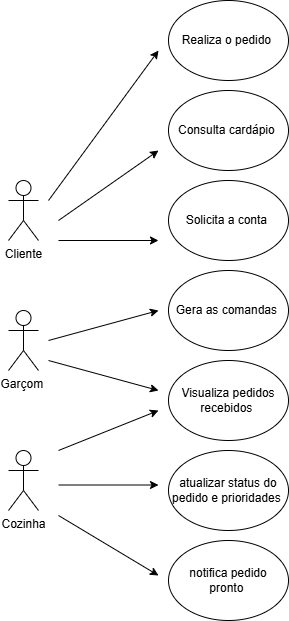 Realiza o pedido
Consulta cardápio
Cliente
Solicita a conta
Gera as comandas
Garçom
Visualiza pedidos
recebidos
Cozinha
atualizar status do
pedido e prioridades
notifica pedido
pronto